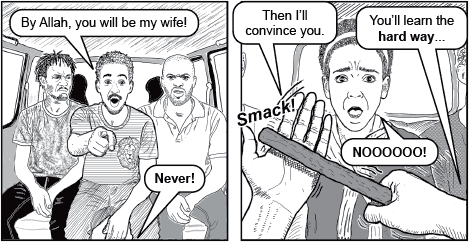 By Allah, you will be my wife!
Never!
Then I'll
convince you.
You'll learn the
hard way...
Smack!
NOOOOOO!